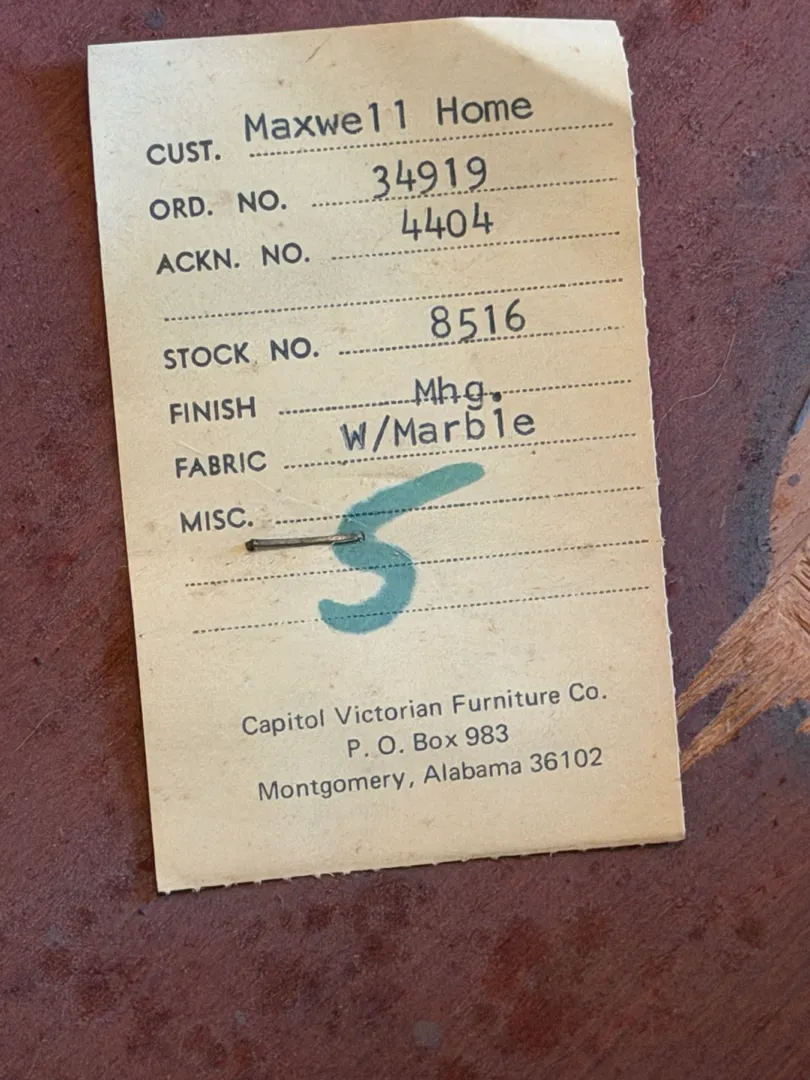 CUST. Maxwell Home
ORD. NO. 34919
ACKN. NO. 4404
STOCK NO. 8516
FINISH Mhg.
FABRIC W/Marble
MISC.
5
Capitol Victorian Furniture Co.
P. O. Box 983
Montgomery, Alabama 36102